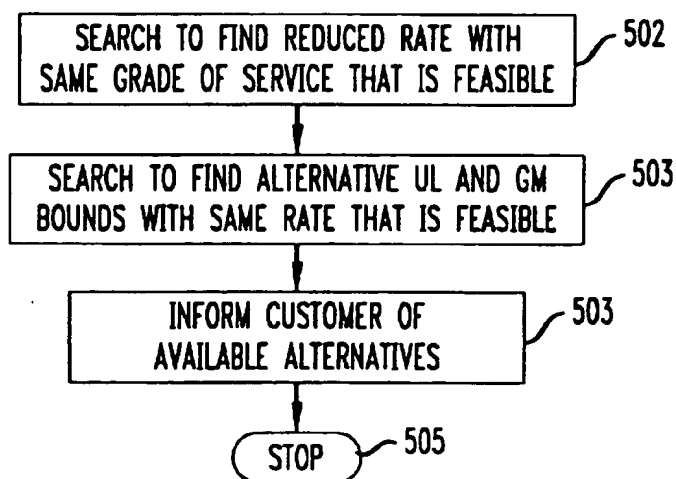 SEARCH TO FIND REDUCED RATE WITH
SAME GRADE OF SERVICE THAT IS FEASIBLE
502
SEARCH TO FIND ALTERNATIVE UL AND GM
BOUNDS WITH SAME RATE THAT IS FEASIBLE
503
INFORM CUSTOMER OF
AVAILABLE ALTERNATIVES
503
STOP
505